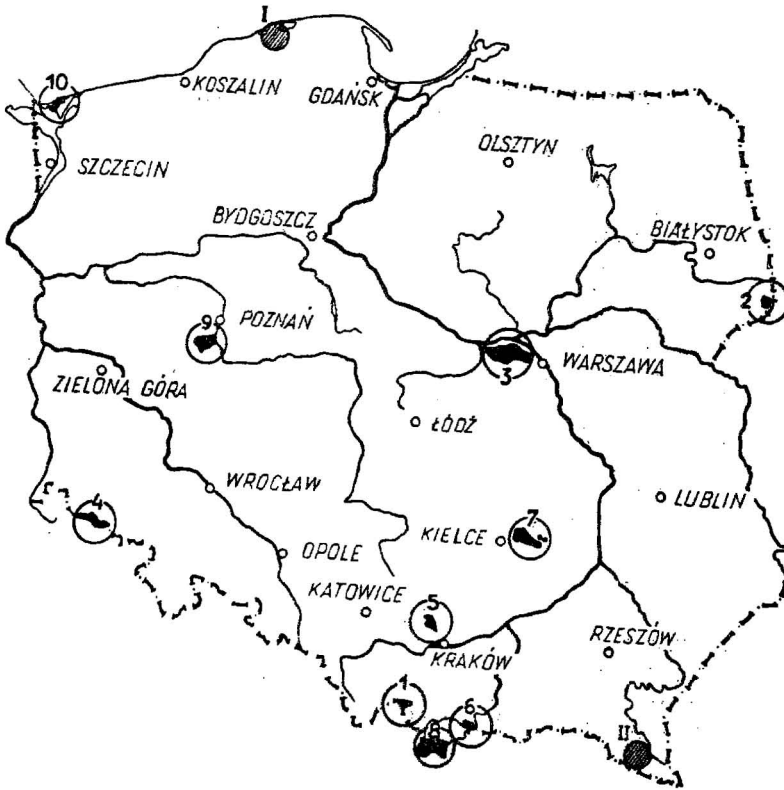 I
10
KOSZALIN
GDAŃSK
OLSZTYN
SZCZECIN
BYDGOSZCZ
BIAŁYSTOK
2
9
POZNAŃ
3
WARSZAWA
ZIELONA GÓRA
ŁÓDŹ
WROCŁAW
LUBLIN
4
7
KIELCE
OPOLE
KATOWICE
5
KRAKÓW
RZESZÓW
1
6
8
II